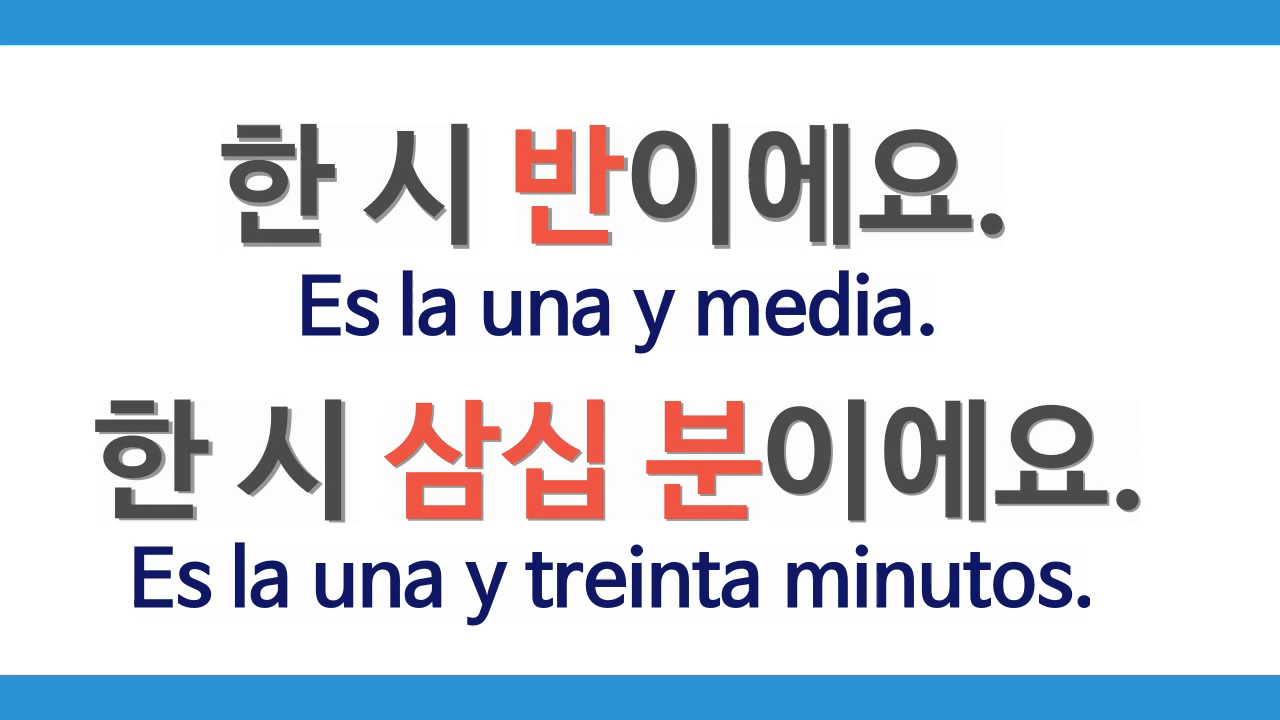 한 시 반이에요.
Es la una y media.
한 시 삼십 분이에요.
Es la una y treinta minutos.